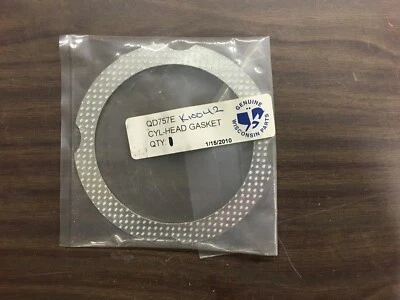 QD757E K10042
CYL-HEAD GASKET
QTY: 1
1/15/2010
GENUINE
WISCONSIN PARTS